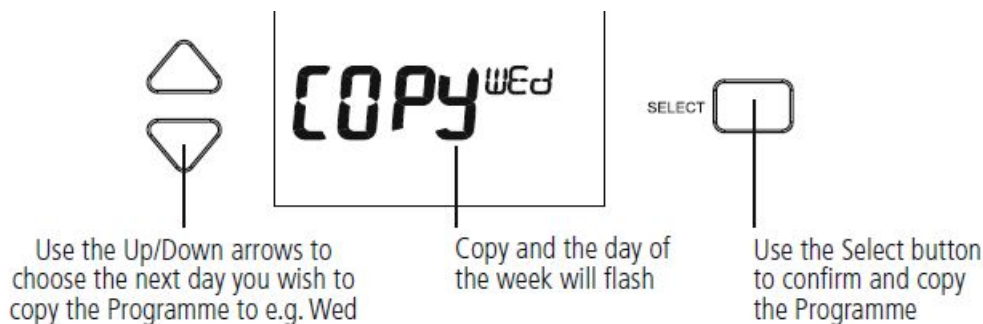 COPY WEd
SELECT
Use the Up/Down arrows to
choose the next day you wish to
copy the Programme to e.g. Wed
Copy and the day of
the week will flash
Use the Select button
to confirm and copy
the Programme